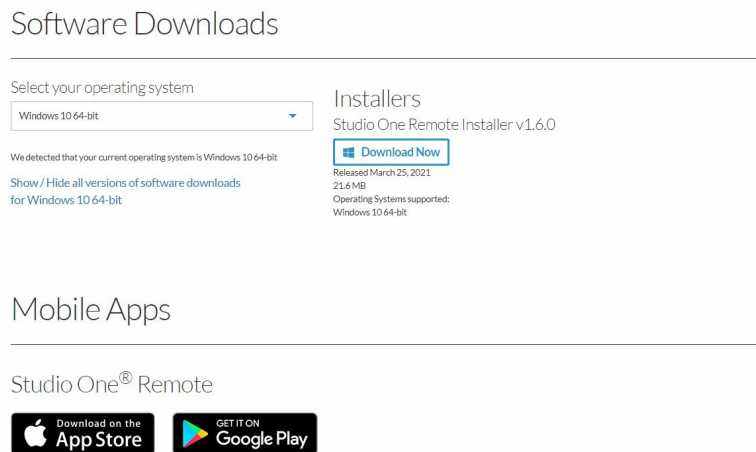 Software Downloads
Select your operating system
Windows 10 64-bit
We detected that your current operating system is Windows 10 64-bit
Show / Hide all versions of software downloads
for Windows 10 64-bit
Installers
Studio One Remote Installer v1.6.0
Download Now
Released March 25, 2021
21.6 MB
Operating Systems supported:
Windows 10 64-bit
Mobile Apps
Studio One® Remote
Download on the
App Store
GET IT ON
Google Play